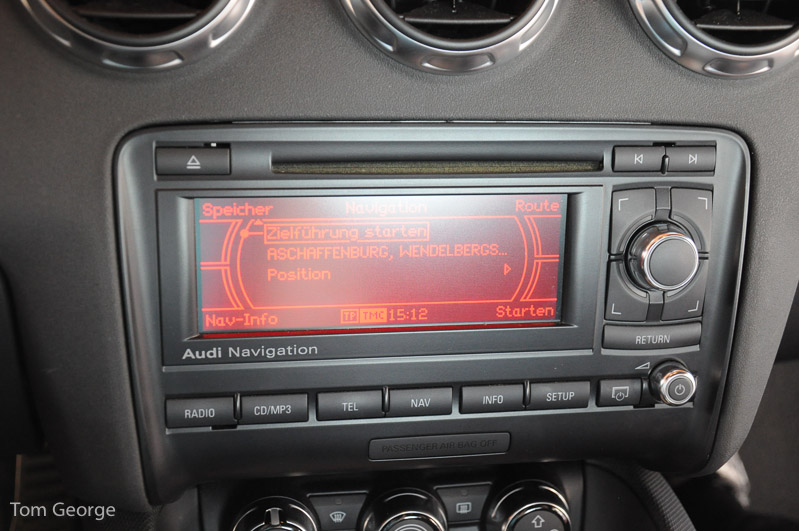 Speicher Navigation Route
Zielführung starten
ASCHAFFENBURG, WENDELBERGS...
Position
Nav-Info TP TMC 15:12 Starten
Audi Navigation
RETURN
RADIO CD/MP3 TEL NAV INFO SETUP
PASSENGER AIR BAG OFF
Tom George